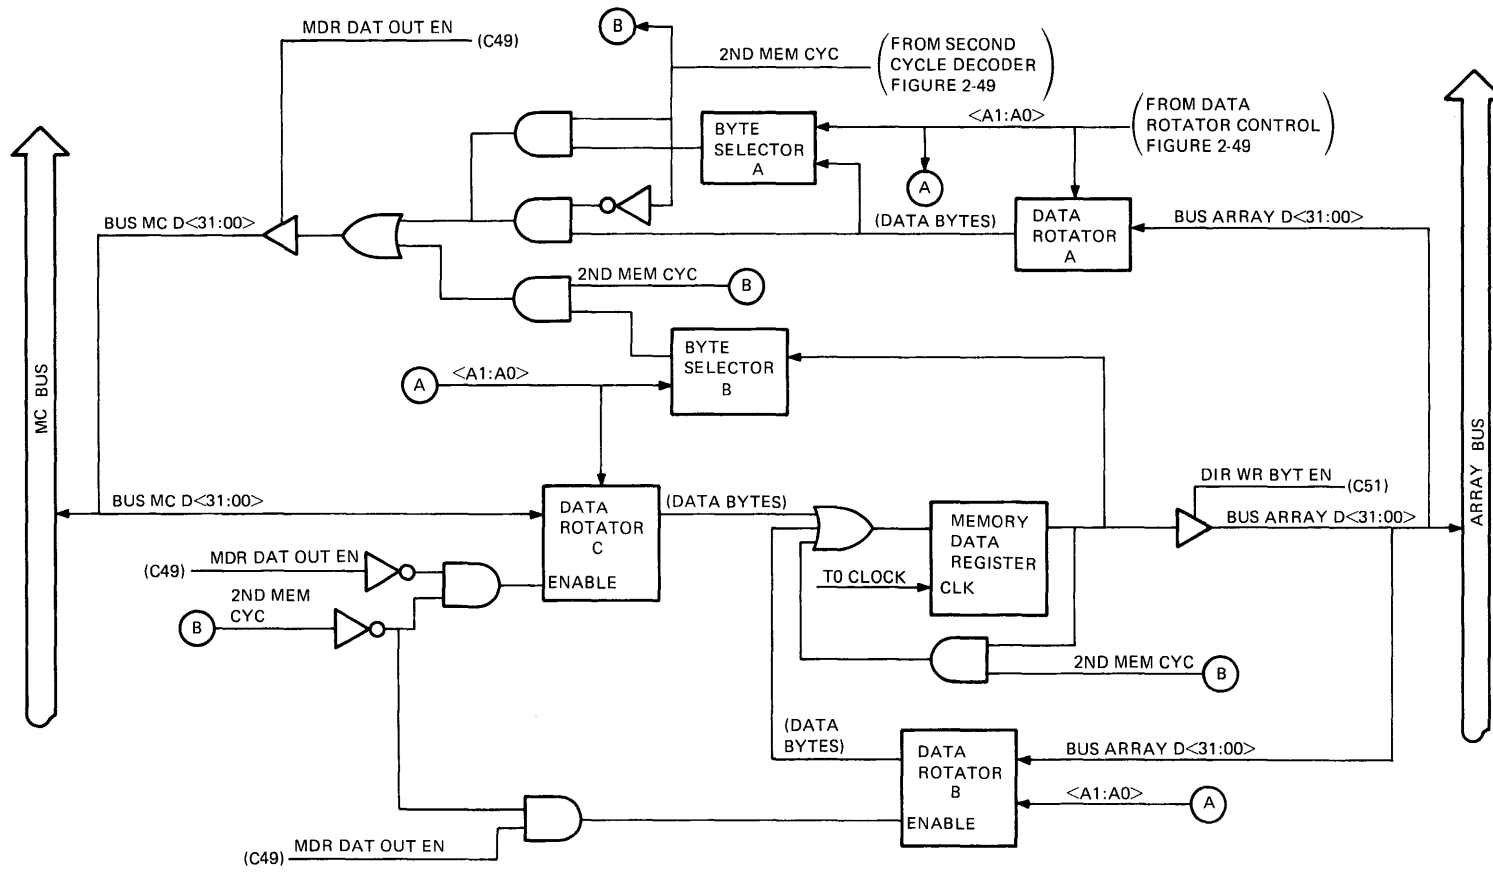 MDR DAT OUT EN
(C49)
B
2ND MEM CYC
(FROM SECOND
CYCLE DECODER
FIGURE 2-49)
<A1:A0>
(FROM DATA
ROTATOR CONTROL
FIGURE 2-49)
BYTE
SELECTOR
A
A
(DATA BYTES)
DATA
ROTATOR
A
BUS ARRAY D<31:00>
BUS MC D<31:00>
2ND MEM CYC
B
BYTE
SELECTOR
B
A
<A1:A0>
MC BUS
ARRAY BUS
BUS MC D<31:00>
DATA
ROTATOR
C
ENABLE
(DATA BYTES)
MEMORY
DATA
REGISTER
CLK
T0 CLOCK
DIR WR BYT EN
(C51)
BUS ARRAY D<31:00>
(C49)
MDR DAT OUT EN
B
2ND MEM
CYC
2ND MEM CYC
B
(DATA
BYTES)
DATA
ROTATOR
B
ENABLE
BUS ARRAY D<31:00>
<A1:A0>
A
(C49)
MDR DAT OUT EN